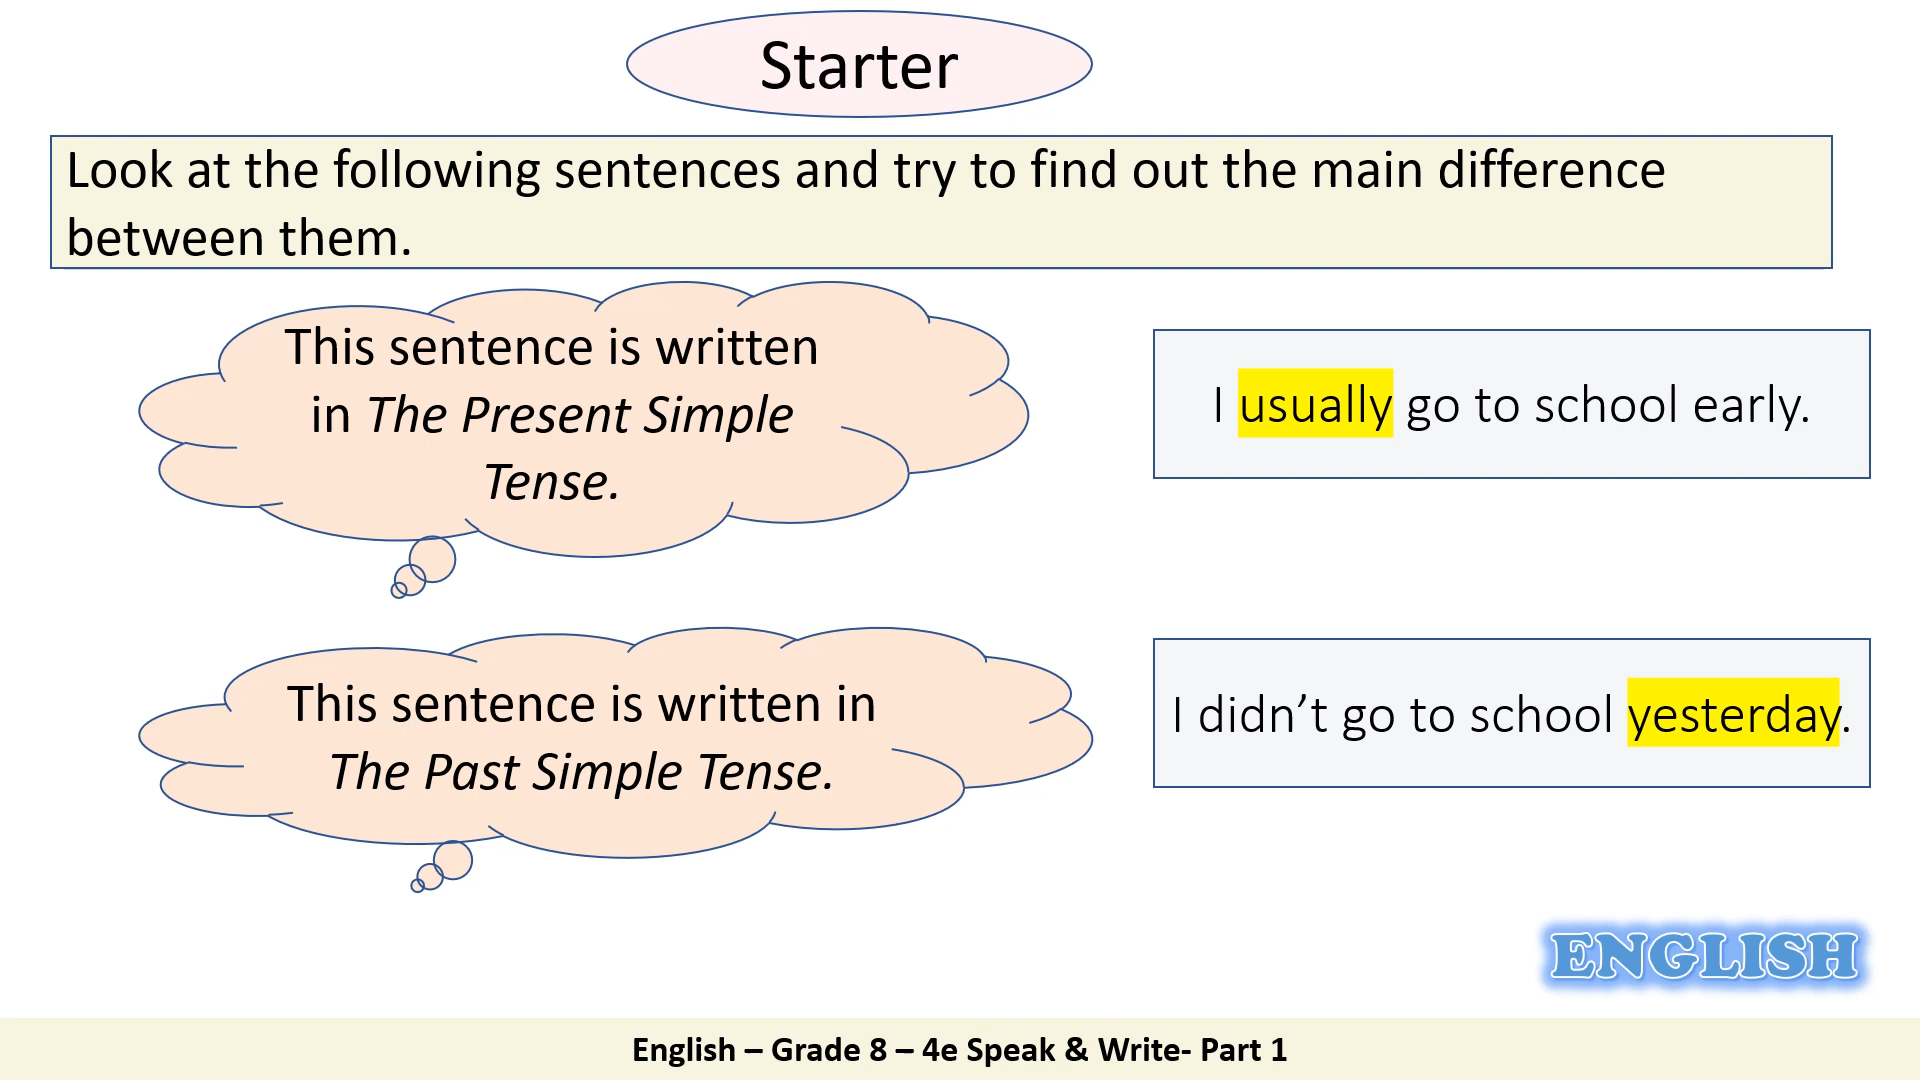 Starter
Look at the following sentences and try to find out the main difference
between them.
This sentence is written
in The Present Simple
Tense.
I usually go to school early.
This sentence is written in
The Past Simple Tense.
I didn’t go to school yesterday.
ENGLISH
English – Grade 8 – 4e Speak & Write- Part 1